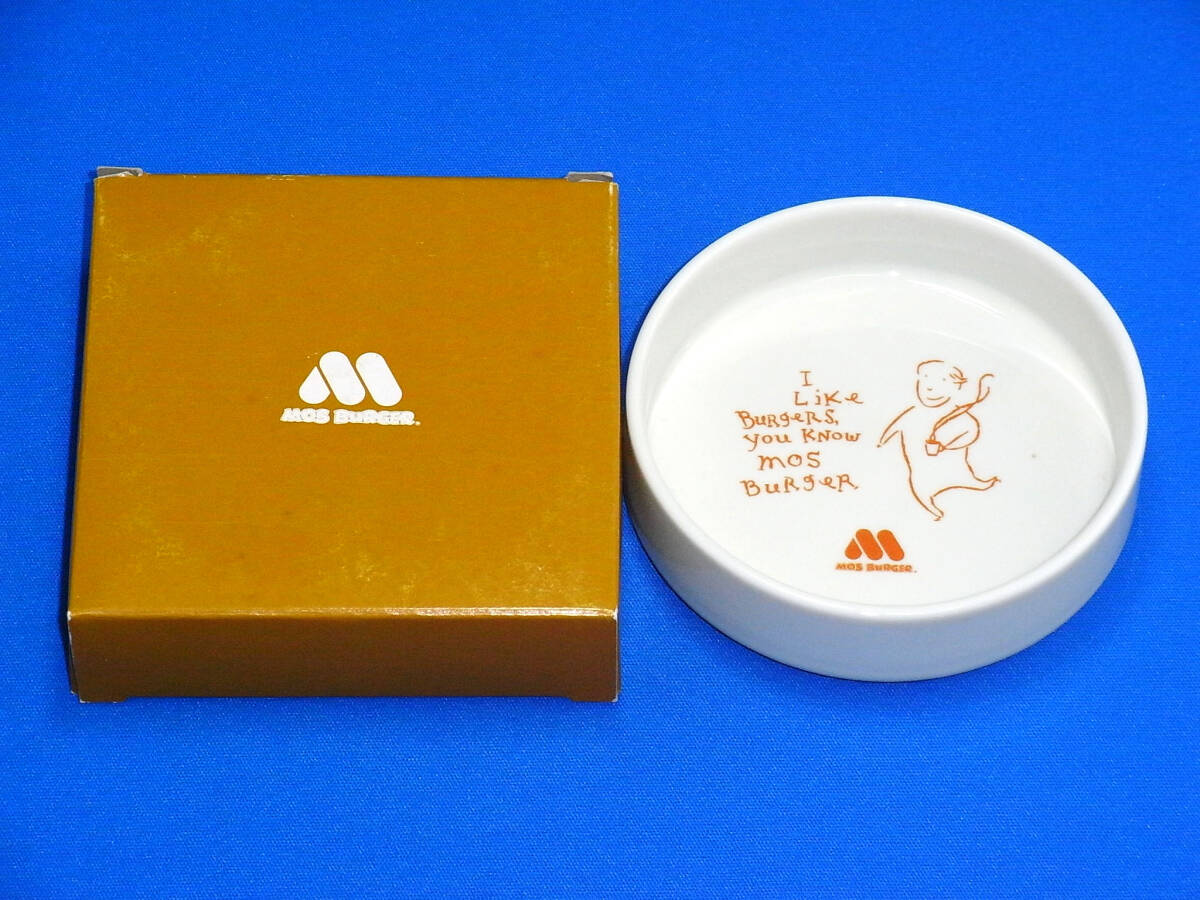 MOS BURGER.
I
LiKe
BuRgeRS,
you KNow
mos
BuRgeR
MOS BURGER.